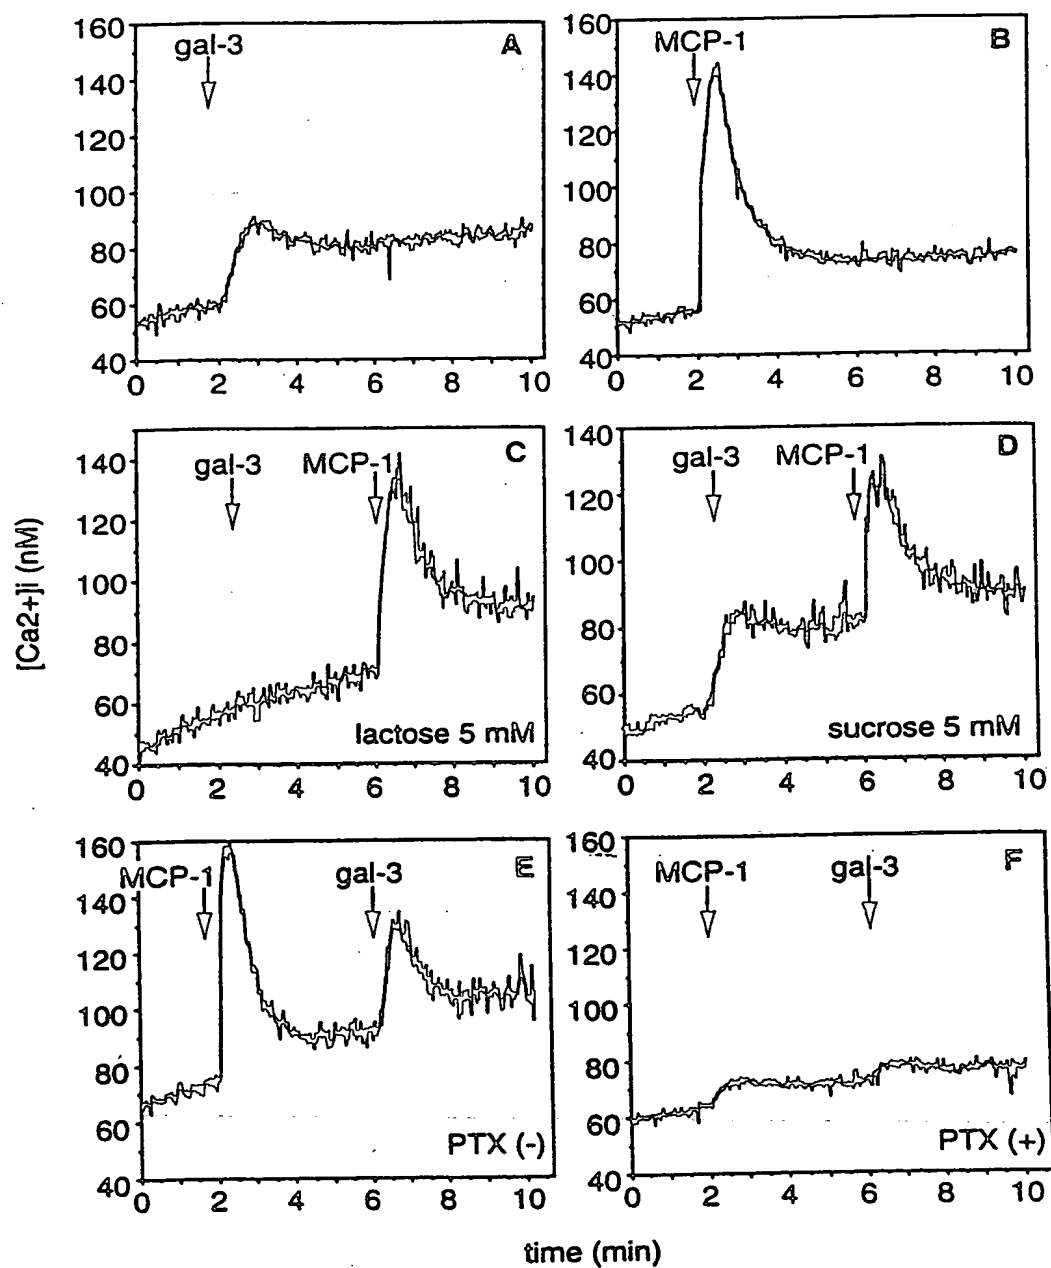 160 160
gal-3 A MCP-1 B
140 140
120 120
100 100
80 80
60 60
40 40
0 2 4 6 8 10 0 2 4 6 8 10
140
gal-3 MCP-1 C gal-3 MCP-1 D
140 120
120
100 100
80 80
60 60
lactose 5 mM sucrose 5 mM
40 40
0 2 4 6 8 10 0 2 4 6 8 10
[Ca2+]i (nM)
160 160
MCP-1 gal-3 E MCP-1 gal-3 F
140 140
120 120
100 100
80 80
60 60
PTX (-) PTX (+)
40 40
0 2 4 6 8 10 0 2 4 6 8 10
time (min)